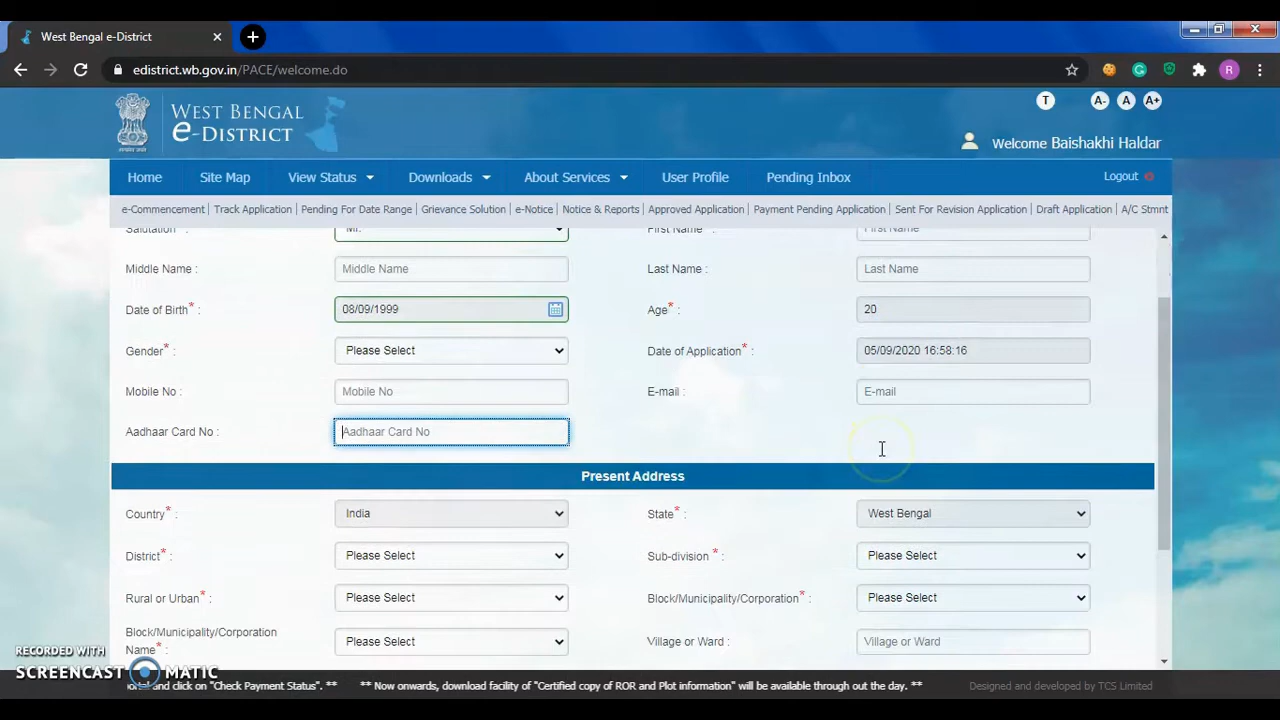 West Bengal e-District
edistrict.wb.gov.in/PACE/welcome.do
R
WEST BENGAL
e-DISTRICT
T A- A A+
Welcome Baishakhi Haldar
Home Site Map View Status Downloads About Services User Profile Pending Inbox Logout
e-Commencement | Track Application | Pending For Date Range | Grievance Solution | e-Notice | Notice & Reports | Approved Application | Payment Pending Application | Sent For Revision Application | Draft Application | A/C Stmnt
Salutation * : Mr. First Name * : First Name
Middle Name : Middle Name Last Name : Last Name
Date of Birth* : 08/09/1999 Age* : 20
Gender* : Please Select Date of Application* : 05/09/2020 16:58:16
Mobile No : Mobile No E-mail : E-mail
Aadhaar Card No : Aadhaar Card No
Present Address
Country* : India State* : West Bengal
District* : Please Select Sub-division * : Please Select
Rural or Urban* : Please Select Block/Municipality/Corporation* : Please Select
Block/Municipality/Corporation
Name* : Please Select Village or Ward : Village or Ward
RECORDED WITH
SCREENCAST MATIC
ortal and click on "Check Payment Status". ** ** Now onwards, download facility of "Certified copy of ROR and Plot information" will be available through out the day. ** Designed and developed by TCS Limited